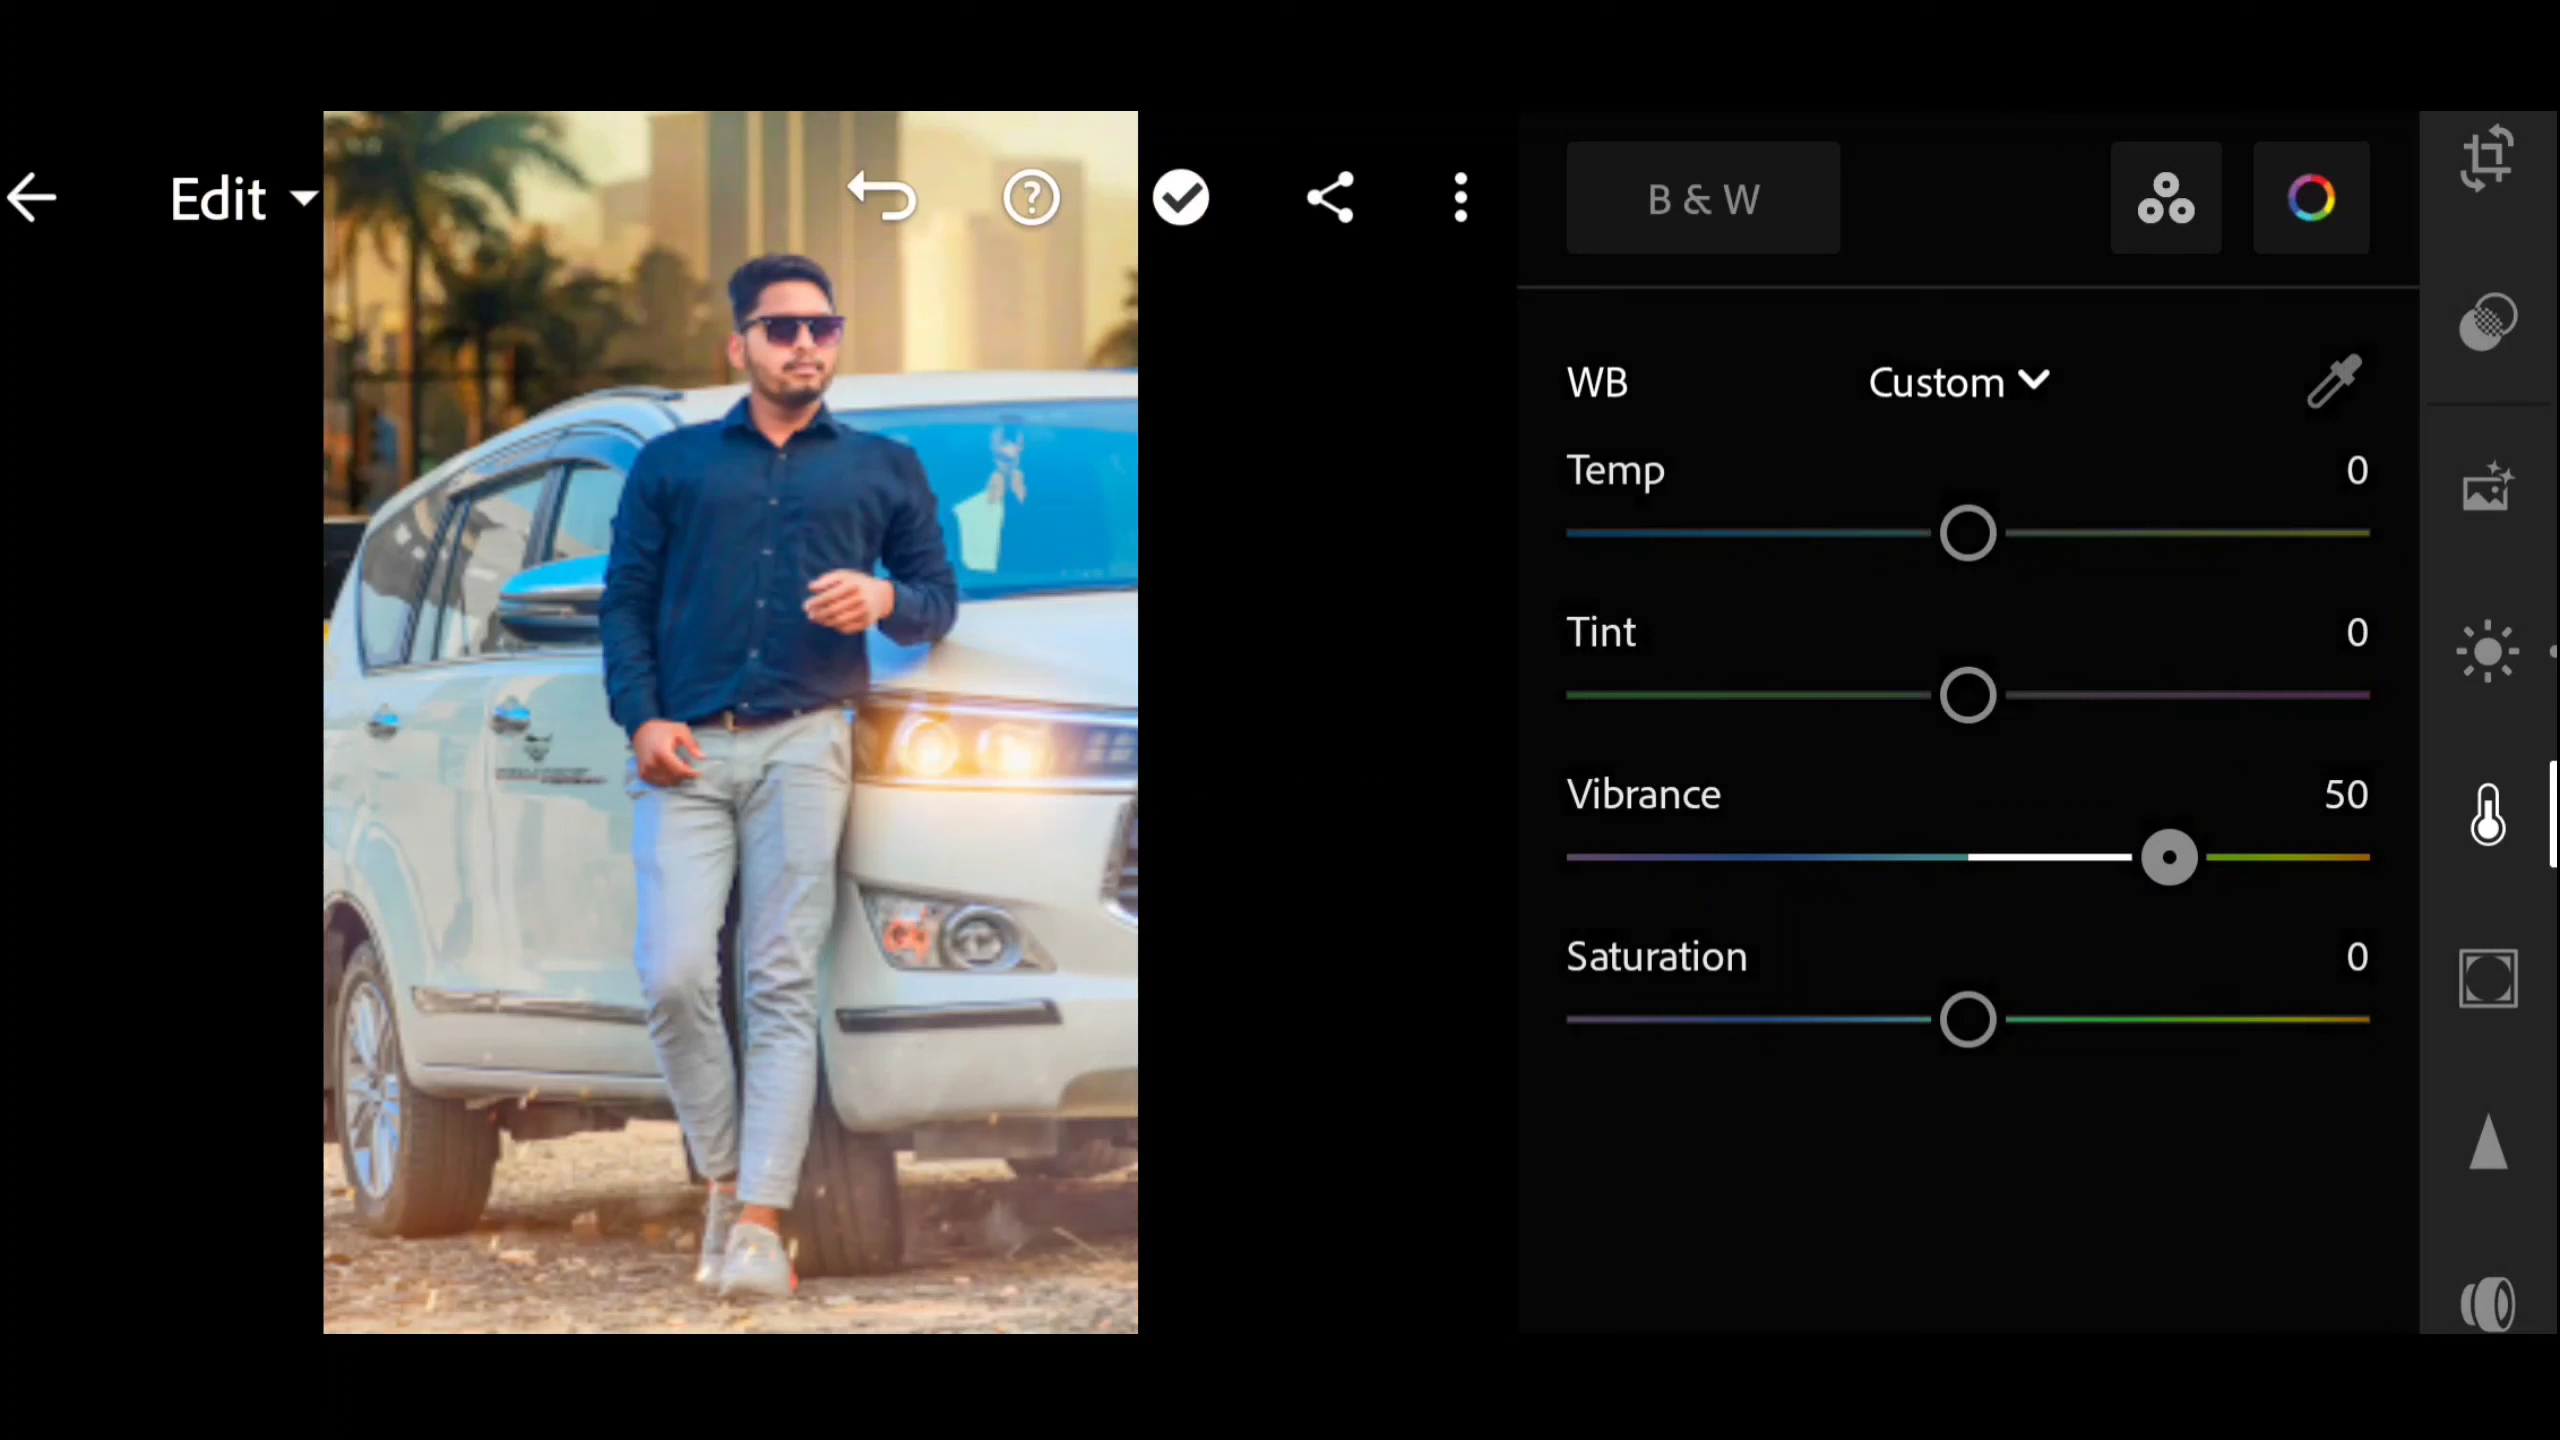 Edit
B & W
WB Custom
Temp 0
Tint 0
Vibrance 50
Saturation 0